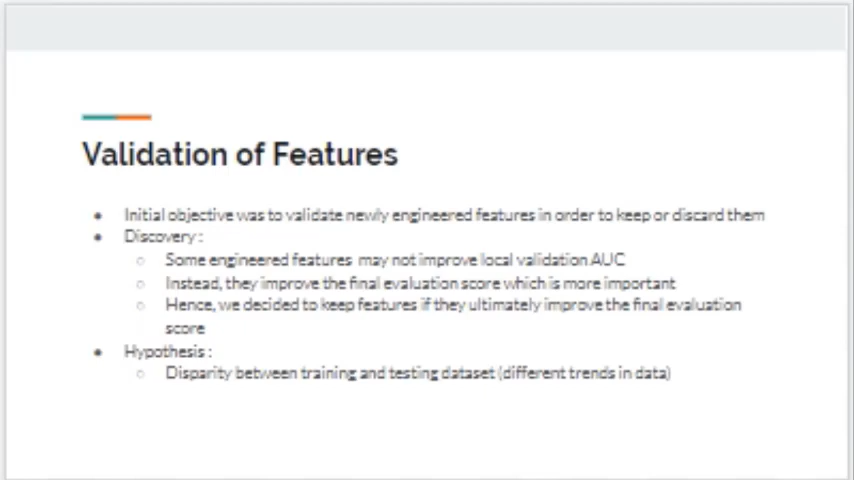 Validation of Features
● Initial objective was to validate newly engineered features in order to keep or discard them
● Discovery :
○ Some engineered features may not improve local validation AUC
○ Instead, they improve the final evaluation score which is more important
○ Hence, we decided to keep features if they ultimately improve the final evaluation
score
● Hypothesis :
○ Disparity between training and testing dataset (different trends in data)